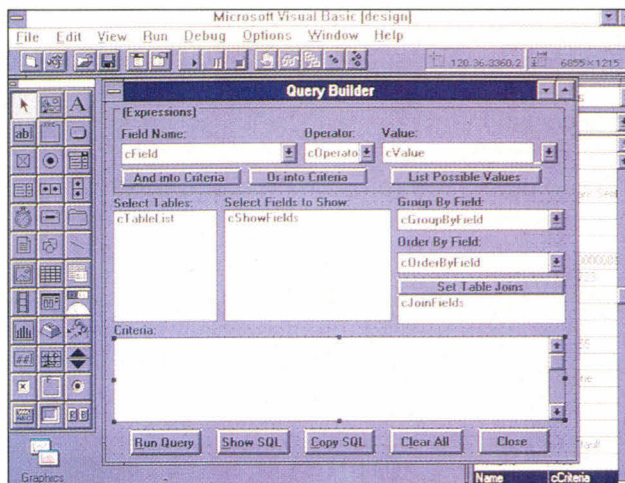 Microsoft Visual Basic [design]
File Edit View Run Debug Options Window Help
120,36.3360.2 6855×1215
Query Builder
(Expressions)
Field Name: Operator: Value:
cField cOperato cValue
And into Criteria Or into Criteria List Possible Values
Select Tables: Select Fields to Show: Group By Field:
cTableList cShowFields cGroupByField
Order By Field:
cOrderByField
Set Table Joins
cJoinFields
Criteria:
Run Query Show SQL Copy SQL Clear All Close
Graphics
Name cCriteria